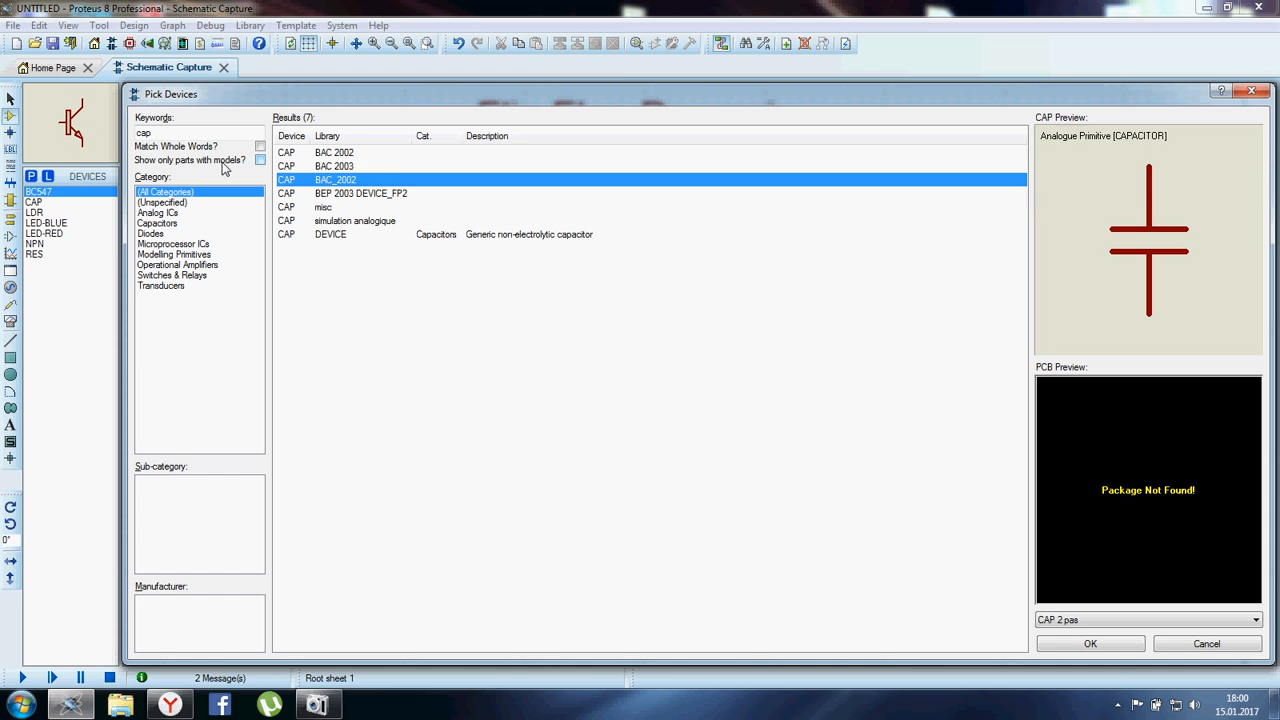 UNTITLED - Proteus 8 Professional - Schematic Capture
File Edit View Tool Design Graph Debug Library Template System Help
Home Page
Schematic Capture
Pick Devices
Keywords:
cap
Match Whole Words?
Show only parts with models?
Category:
(All Categories)
(Unspecified)
Analog ICs
Capacitors
Diodes
Microprocessor ICs
Modelling Primitives
Operational Amplifiers
Switches & Relays
Transducers
Sub-category:
Manufacturer:
P L DEVICES
BC547
CAP
LDR
LED-BLUE
LED-RED
NPN
RES
LBL
A
0°
Results (7):
Device Library Cat. Description
CAP BAC 2002
CAP BAC 2003
CAP BAC_2002
CAP BEP 2003 DEVICE_FP2
CAP misc
CAP simulation analogique
CAP DEVICE Capacitors Generic non-electrolytic capacitor
CAP Preview:
Analogue Primitive [CAPACITOR]
PCB Preview:
Package Not Found!
CAP 2 pas
OK Cancel
2 Message(s) Root sheet 1
18:00
15.01.2017